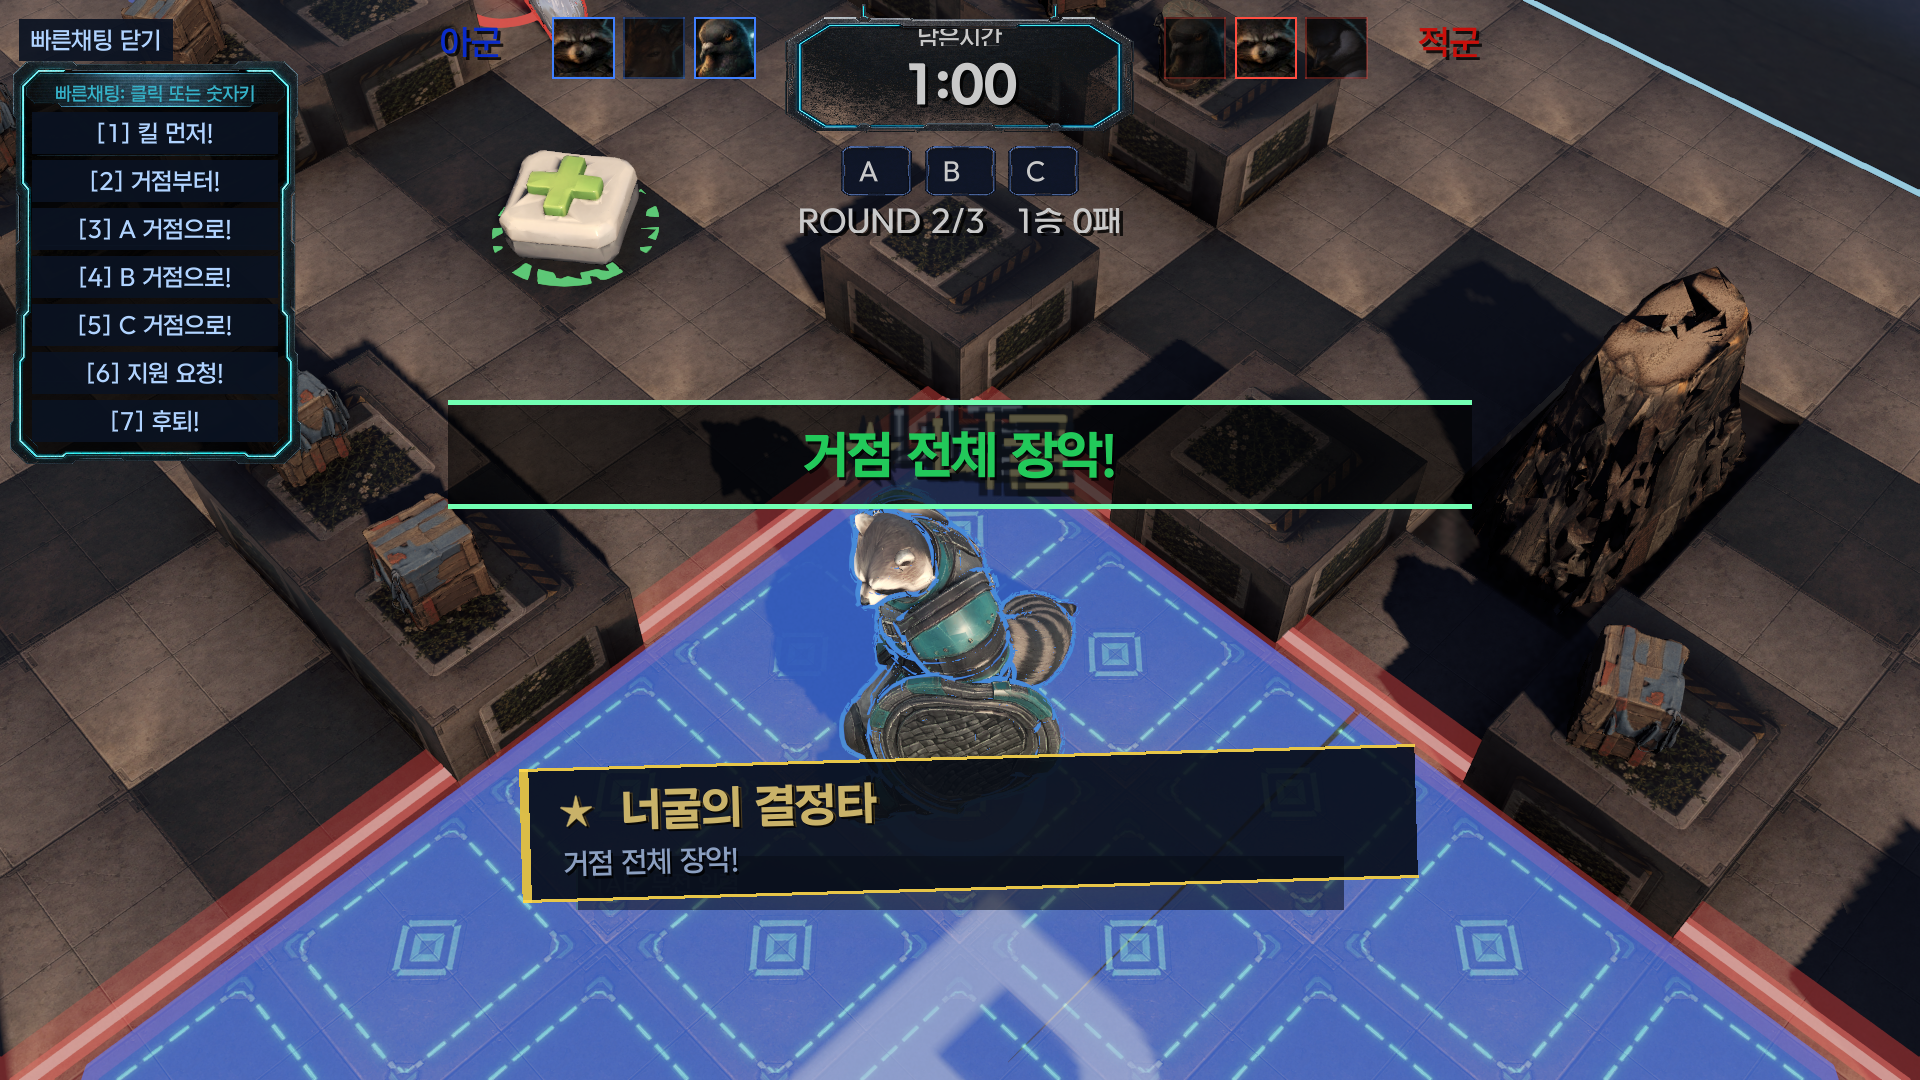 빠른채팅 닫기
빠른채팅: 클릭 또는 숫자키
[1] 킬 먼저!
[2] 거점부터!
[3] A 거점으로!
[4] B 거점으로!
[5] C 거점으로!
[6] 지원 요청!
[7] 후퇴!
아군
남은시간
1:00
적군
A B C
ROUND 2/3 1승 0패
거점 전체 장악!
★ 너굴의 결정타
거점 전체 장악!